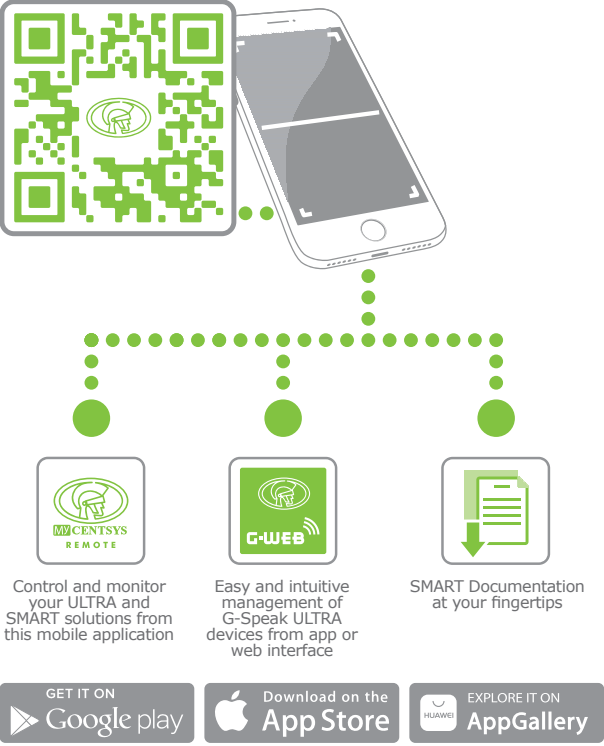 MYCENTSYS
REMOTE
G-WEB
Control and monitor
your ULTRA and
SMART solutions from
this mobile application
Easy and intuitive
management of
G-Speak ULTRA
devices from app or
web interface
SMART Documentation
at your fingertips
GET IT ON
Google play
Download on the
App Store
HUAWEI
EXPLORE IT ON
AppGallery